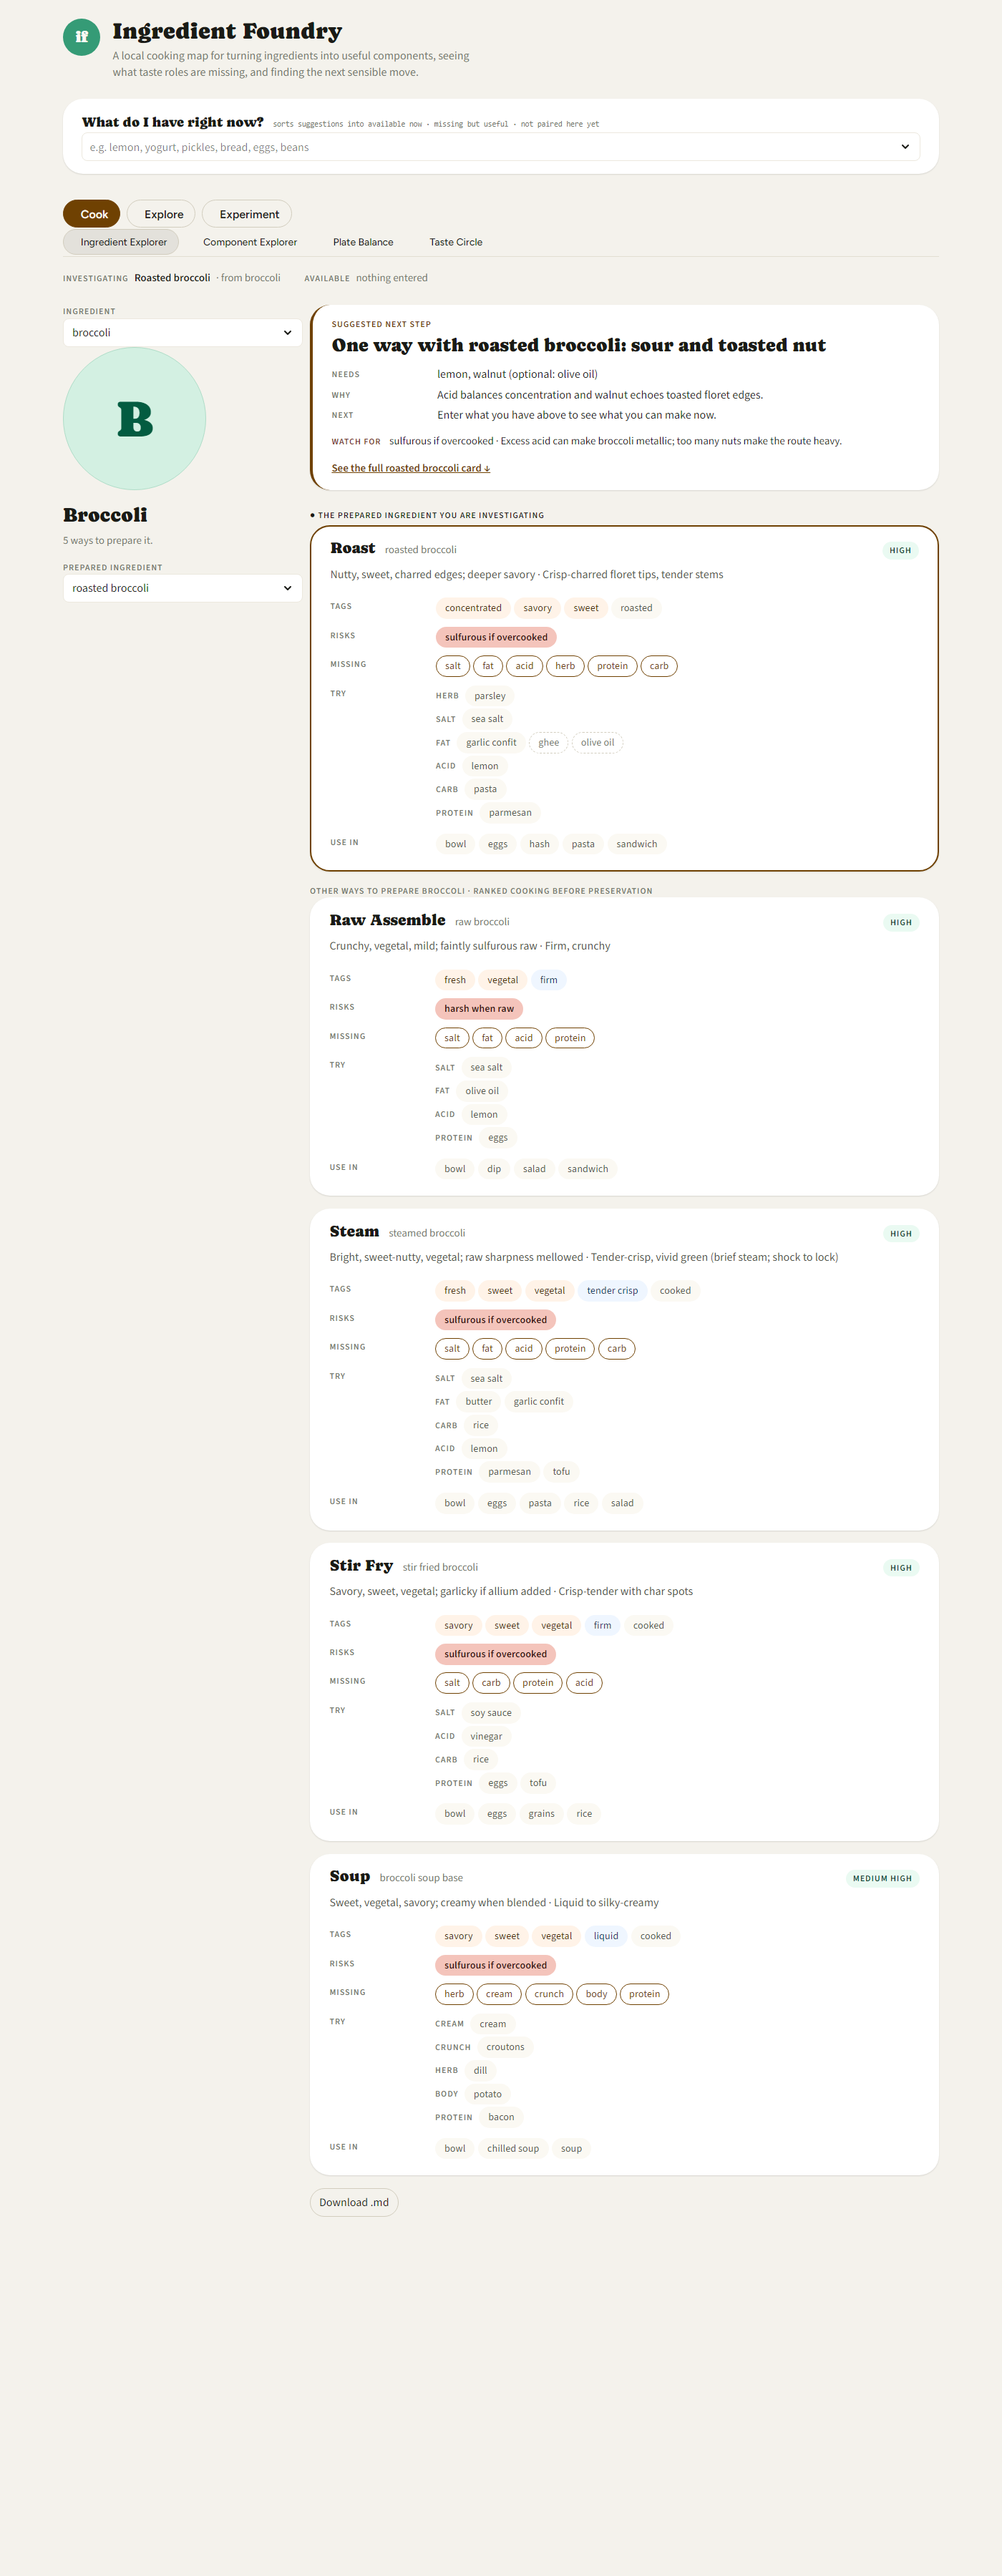 if
Ingredient Foundry
A local cooking map for turning ingredients into useful components, seeing
what taste roles are missing, and finding the next sensible move.
What do I have right now? sorts suggestions into available now · missing but useful · not paired here yet
e.g. lemon, yogurt, pickles, bread, eggs, beans
Cook Explore Experiment
Ingredient Explorer Component Explorer Plate Balance Taste Circle
INVESTIGATING Roasted broccoli · from broccoli AVAILABLE nothing entered
INGREDIENT
broccoli
B
Broccoli
5 ways to prepare it.
PREPARED INGREDIENT
roasted broccoli
SUGGESTED NEXT STEP
One way with roasted broccoli: sour and toasted nut
NEEDS lemon, walnut (optional: olive oil)
WHY Acid balances concentration and walnut echoes toasted floret edges.
NEXT Enter what you have above to see what you can make now.
WATCH FOR sulfurous if overcooked · Excess acid can make broccoli metallic; too many nuts make the route heavy.
See the full roasted broccoli card ↓
● THE PREPARED INGREDIENT YOU ARE INVESTIGATING
Roast roasted broccoli HIGH
Nutty, sweet, charred edges; deeper savory · Crisp-charred floret tips, tender stems
TAGS concentrated savory sweet roasted
RISKS sulfurous if overcooked
MISSING salt fat acid herb protein carb
TRY HERB parsley
SALT sea salt
FAT garlic confit ghee olive oil
ACID lemon
CARB pasta
PROTEIN parmesan
USE IN bowl eggs hash pasta sandwich
OTHER WAYS TO PREPARE BROCCOLI · RANKED COOKING BEFORE PRESERVATION
Raw Assemble raw broccoli HIGH
Crunchy, vegetal, mild; faintly sulfurous raw · Firm, crunchy
TAGS fresh vegetal firm
RISKS harsh when raw
MISSING salt fat acid protein
TRY SALT sea salt
FAT olive oil
ACID lemon
PROTEIN eggs
USE IN bowl dip salad sandwich
Steam steamed broccoli HIGH
Bright, sweet-nutty, vegetal; raw sharpness mellowed · Tender-crisp, vivid green (brief steam; shock to lock)
TAGS fresh sweet vegetal tender crisp cooked
RISKS sulfurous if overcooked
MISSING salt fat acid protein carb
TRY SALT sea salt
FAT butter garlic confit
CARB rice
ACID lemon
PROTEIN parmesan tofu
USE IN bowl eggs pasta rice salad
Stir Fry stir fried broccoli HIGH
Savory, sweet, vegetal; garlicky if allium added · Crisp-tender with char spots
TAGS savory sweet vegetal firm cooked
RISKS sulfurous if overcooked
MISSING salt carb protein acid
TRY SALT soy sauce
ACID vinegar
CARB rice
PROTEIN eggs tofu
USE IN bowl eggs grains rice
Soup broccoli soup base MEDIUM HIGH
Sweet, vegetal, savory; creamy when blended · Liquid to silky-creamy
TAGS savory sweet vegetal liquid cooked
RISKS sulfurous if overcooked
MISSING herb cream crunch body protein
TRY CREAM cream
CRUNCH croutons
HERB dill
BODY potato
PROTEIN bacon
USE IN bowl chilled soup soup
Download .md